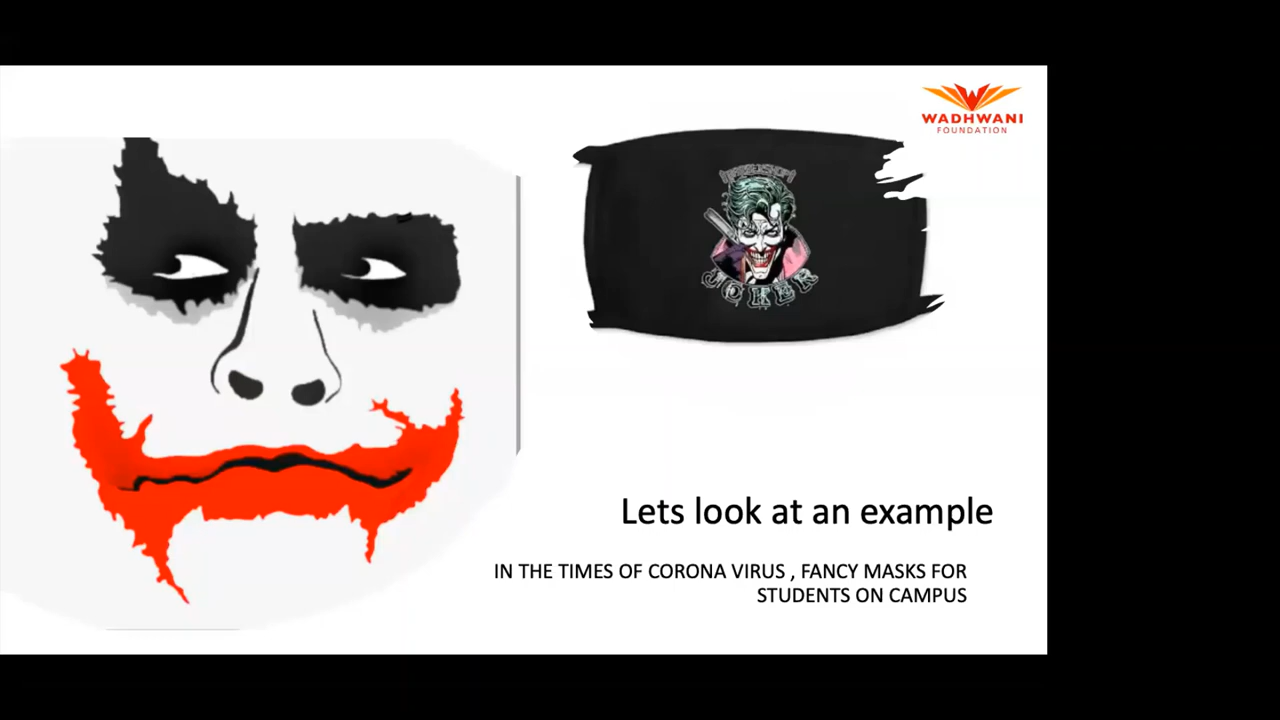 WADHWANI
FOUNDATION
JOKER
Lets look at an example
IN THE TIMES OF CORONA VIRUS , FANCY MASKS FOR
STUDENTS ON CAMPUS